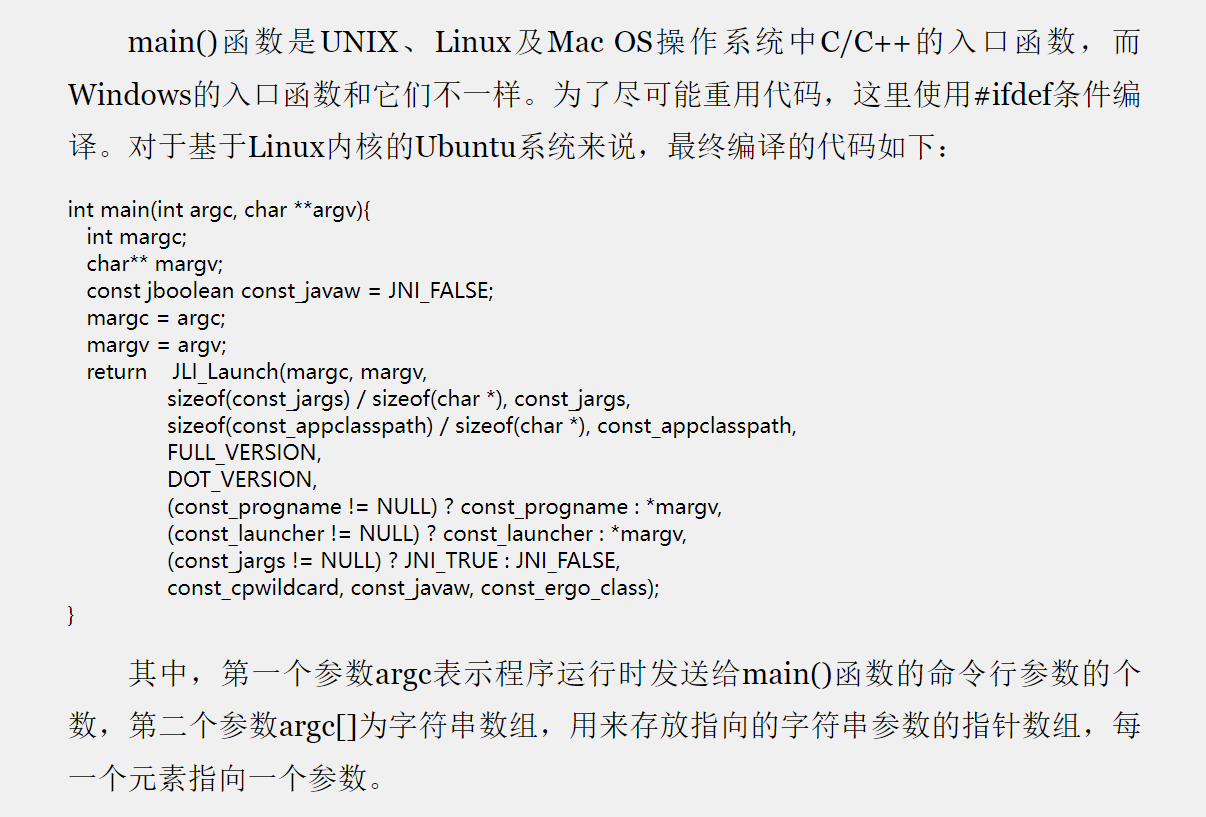 main()函数是UNIX、Linux及Mac OS操作系统中C/C++的入口函数，而
Windows的入口函数和它们不一样。为了尽可能重用代码，这里使用#ifdef条件编
译。对于基于Linux内核的Ubuntu系统来说，最终编译的代码如下：
int main(int argc, char **argv){
int margc;
char** margv;
const jboolean const_javaw = JNI_FALSE;
margc = argc;
margv = argv;
return JLI_Launch(margc, margv,
sizeof(const_jargs) / sizeof(char *), const_jargs,
sizeof(const_appclasspath) / sizeof(char *), const_appclasspath,
FULL_VERSION,
DOT_VERSION,
(const_progname != NULL) ? const_progname : *margv,
(const_launcher != NULL) ? const_launcher : *margv,
(const_jargs != NULL) ? JNI_TRUE : JNI_FALSE,
const_cpwildcard, const_javaw, const_ergo_class);
}
其中，第一个参数argc表示程序运行时发送给main()函数的命令行参数的个
数，第二个参数argc[]为字符串数组，用来存放指向的字符串参数的指针数组，每
一个元素指向一个参数。